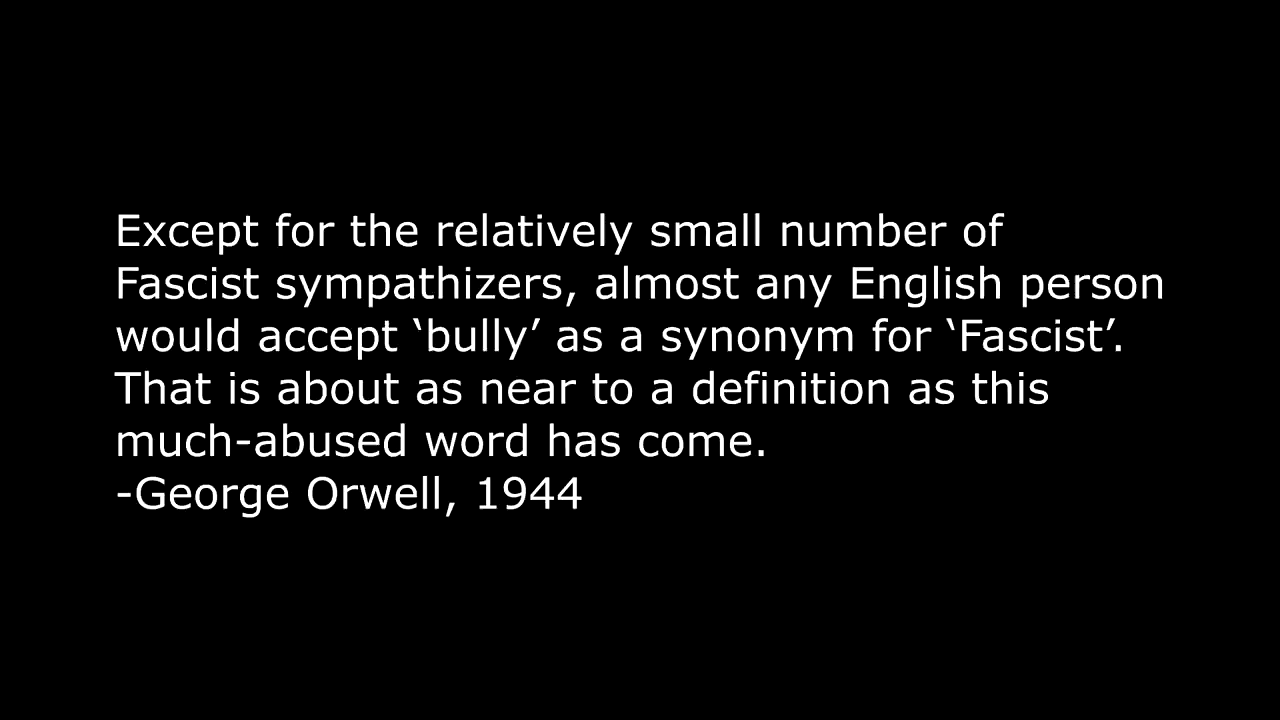 Except for the relatively small number of
Fascist sympathizers, almost any English person
would accept ‘bully’ as a synonym for ‘Fascist’.
That is about as near to a definition as this
much-abused word has come.
-George Orwell, 1944